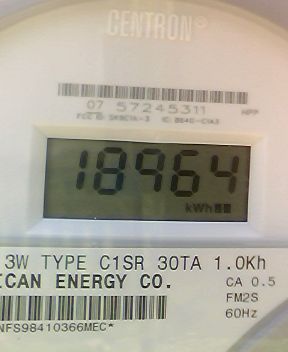 CENTRON®
07 57245311
18964
kWh
3W TYPE C1SR 30TA 1.0Kh
ICAN ENERGY CO.
CA 0.5
FM2S
60Hz
NFS98410366MEC*